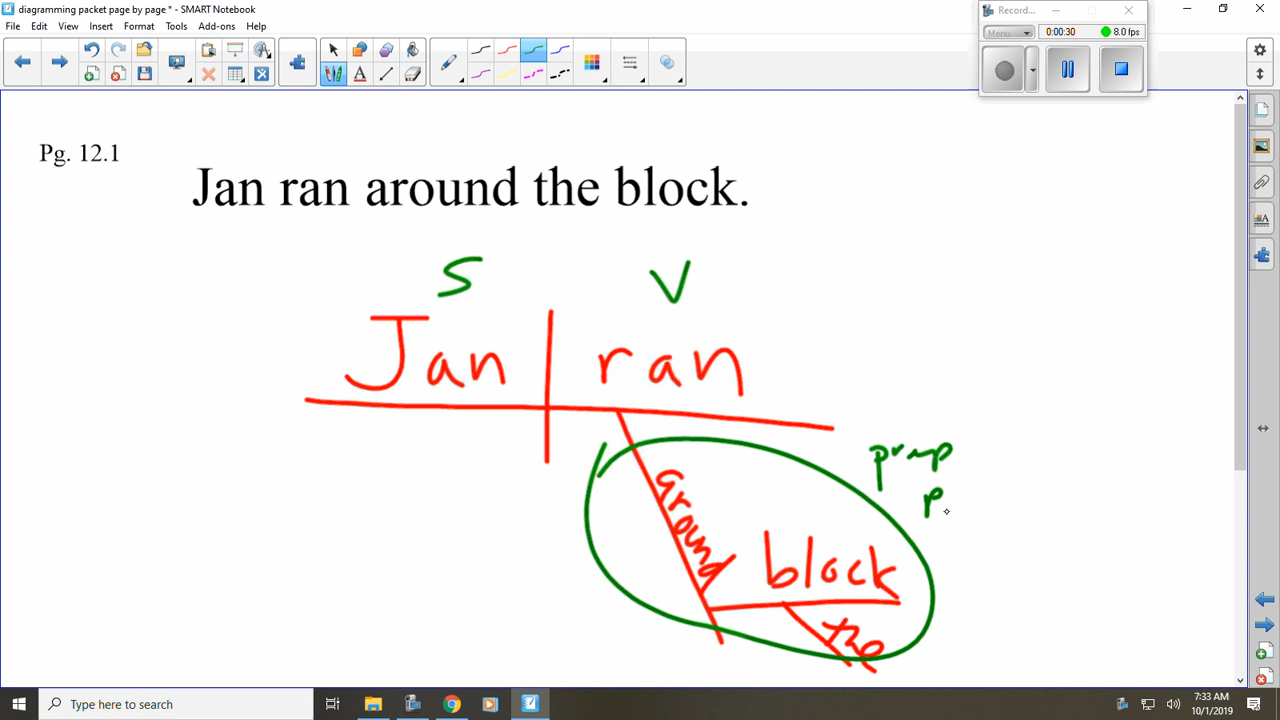 diagramming packet page by page * - SMART Notebook
Record...
File Edit View Insert Format Tools Add-ons Help
Menu 0:00:30 8.0 fps
Pg. 12.1
Jan ran around the block.
S V
Jan ran
prep
p
around
block
the
Type here to search
7:33 AM
10/1/2019